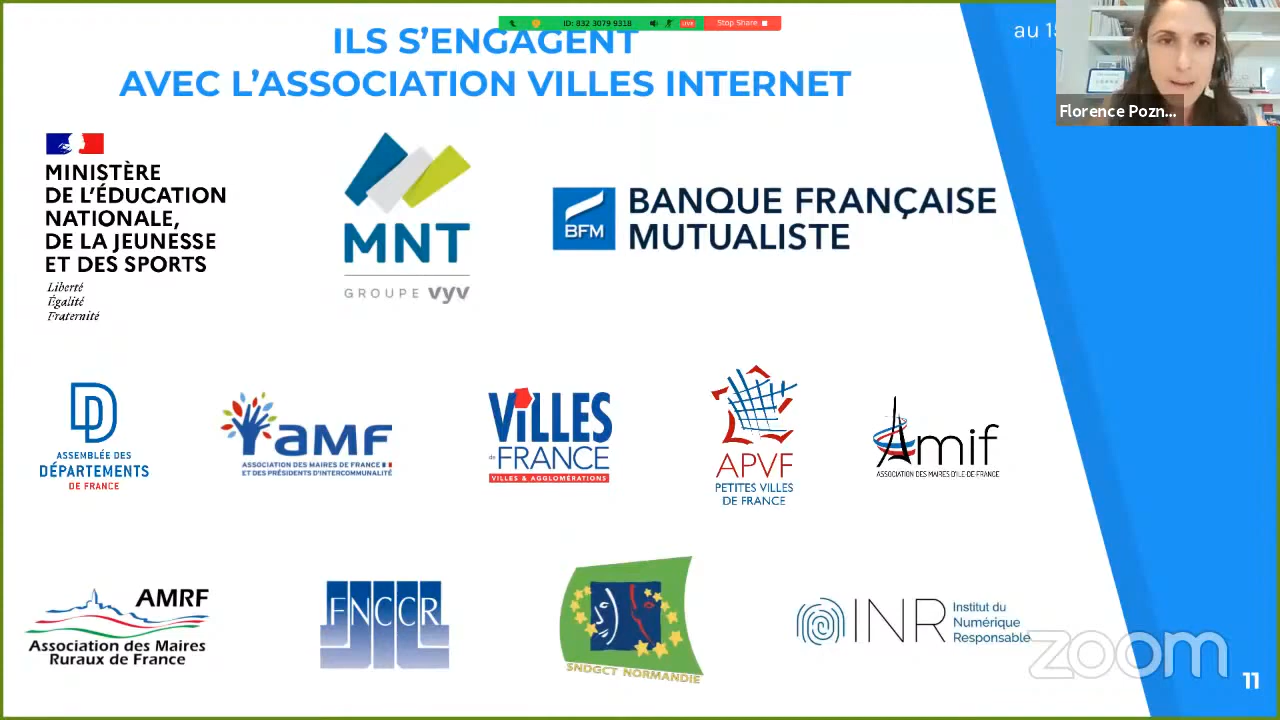 ID: 832 3079 9318
LIVE
Stop Share
ILS S'ENGAGENT
AVEC L'ASSOCIATION VILLES INTERNET
au 15
Florence Pozn...
MINISTÈRE
DE L'ÉDUCATION
NATIONALE,
DE LA JEUNESSE
ET DES SPORTS
Liberté
Égalité
Fraternité
MNT
GROUPE vyv
BFM
BANQUE FRANÇAISE
MUTUALISTE
ASSEMBLÉE DES
DÉPARTEMENTS
DE FRANCE
AMF
ASSOCIATION DES MAIRES DE FRANCE
ET DES PRÉSIDENTS D'INTERCOMMUNALITÉ
VILLES
de FRANCE
VILLES & AGGLOMÉRATIONS
APVF
PETITES VILLES
DE FRANCE
Amif
ASSOCIATION DES MAIRES D'ILE-DE-FRANCE
AMRF
Association des Maires
Ruraux de France
FNCCR
SNDGCT NORMANDIE
INR
Institut du
Numérique
Responsable
zoom
11